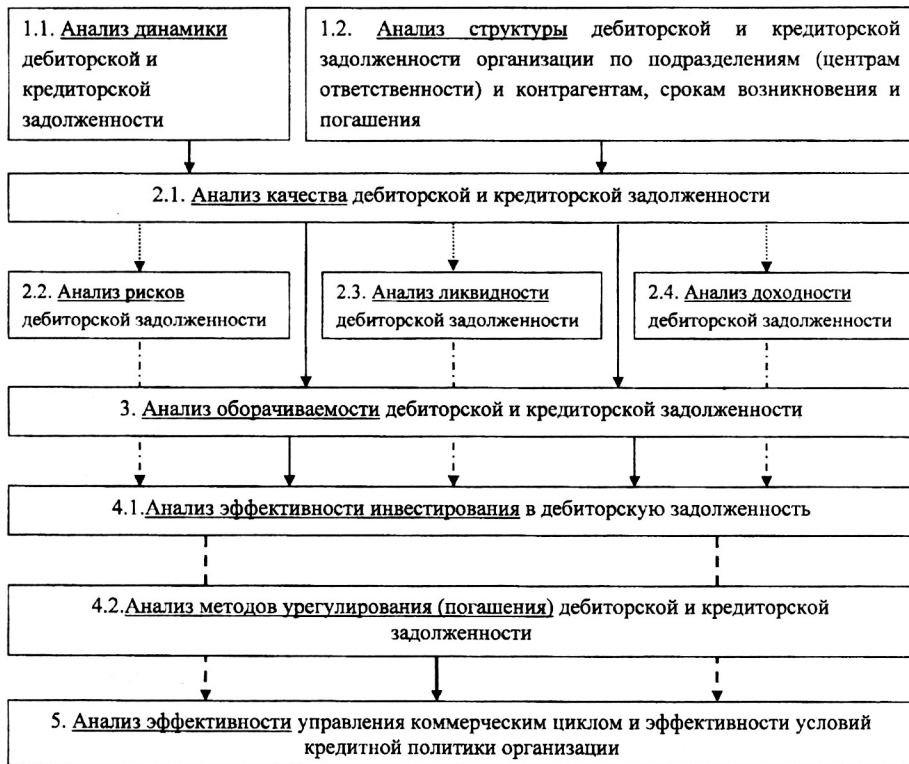 1.1. Анализ динамики
дебиторской и
кредиторской
задолженности
1.2. Анализ структуры дебиторской и кредиторской
задолженности организации по подразделениям (центрам
ответственности) и контрагентам, срокам возникновения и
погашения
2.1. Анализ качества дебиторской и кредиторской задолженности
2.2. Анализ рисков
дебиторской задолженности
2.3. Анализ ликвидности
дебиторской задолженности
2.4. Анализ доходности
дебиторской задолженности
3. Анализ оборачиваемости дебиторской и кредиторской задолженности
4.1.Анализ эффективности инвестирования в дебиторскую задолженность
4.2.Анализ методов урегулирования (погашения) дебиторской и кредиторской
задолженности
5. Анализ эффективности управления коммерческим циклом и эффективности условий
кредитной политики организации